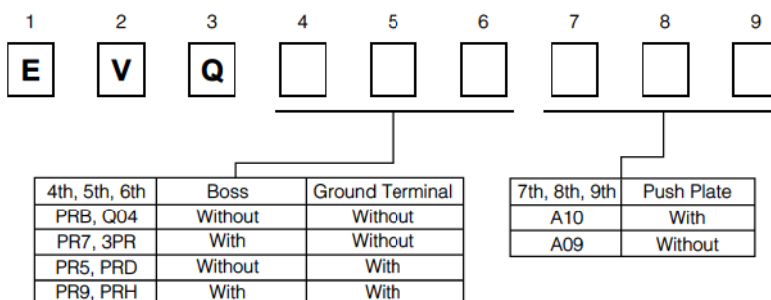 1 2 3 4 5 6 7 8 9
E V Q
4th, 5th, 6th Boss Ground Terminal
PRB, Q04 Without Without
PR7, 3PR With Without
PR5, PRD Without With
PR9, PRH With With
7th, 8th, 9th Push Plate
A10 With
A09 Without